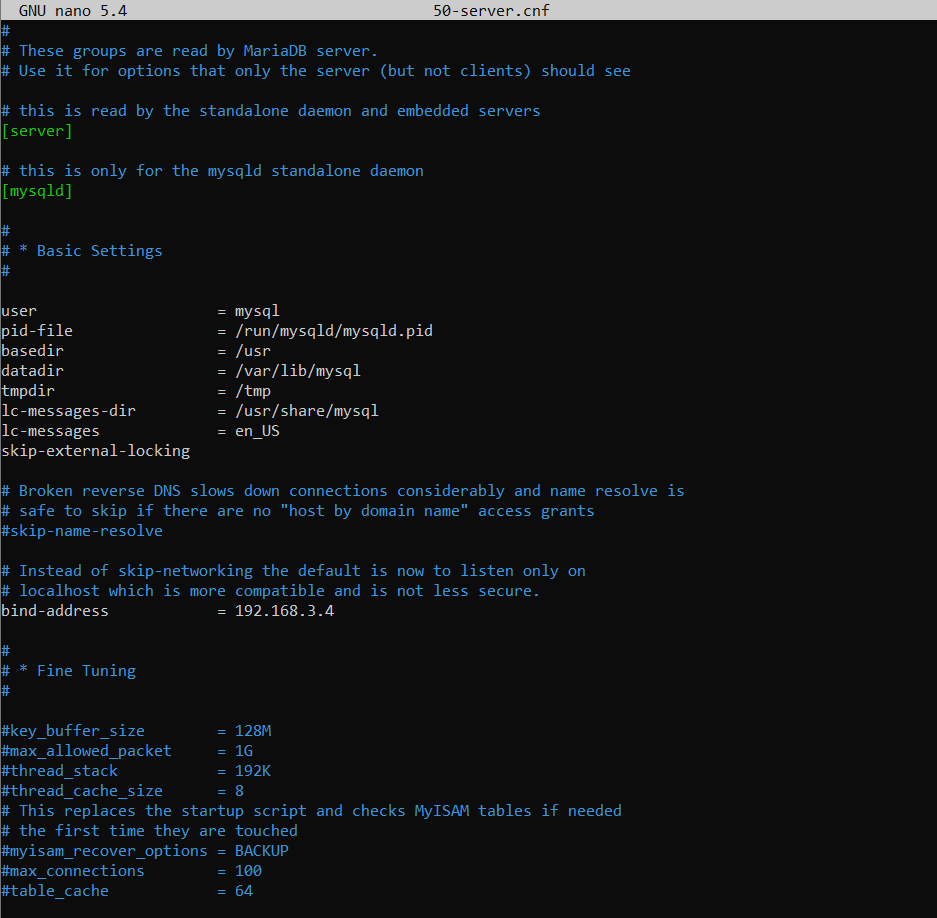 GNU nano 5.4 50-server.cnf
#
# These groups are read by MariaDB server.
# Use it for options that only the server (but not clients) should see
# this is read by the standalone daemon and embedded servers
[server]
# this is only for the mysqld standalone daemon
[mysqld]
#
# * Basic Settings
#
user = mysql
pid-file = /run/mysqld/mysqld.pid
basedir = /usr
datadir = /var/lib/mysql
tmpdir = /tmp
lc-messages-dir = /usr/share/mysql
lc-messages = en_US
skip-external-locking
# Broken reverse DNS slows down connections considerably and name resolve is
# safe to skip if there are no "host by domain name" access grants
#skip-name-resolve
# Instead of skip-networking the default is now to listen only on
# localhost which is more compatible and is not less secure.
bind-address = 192.168.3.4
#
# * Fine Tuning
#
#key_buffer_size = 128M
#max_allowed_packet = 1G
#thread_stack = 192K
#thread_cache_size = 8
# This replaces the startup script and checks MyISAM tables if needed
# the first time they are touched
#myisam_recover_options = BACKUP
#max_connections = 100
#table_cache = 64